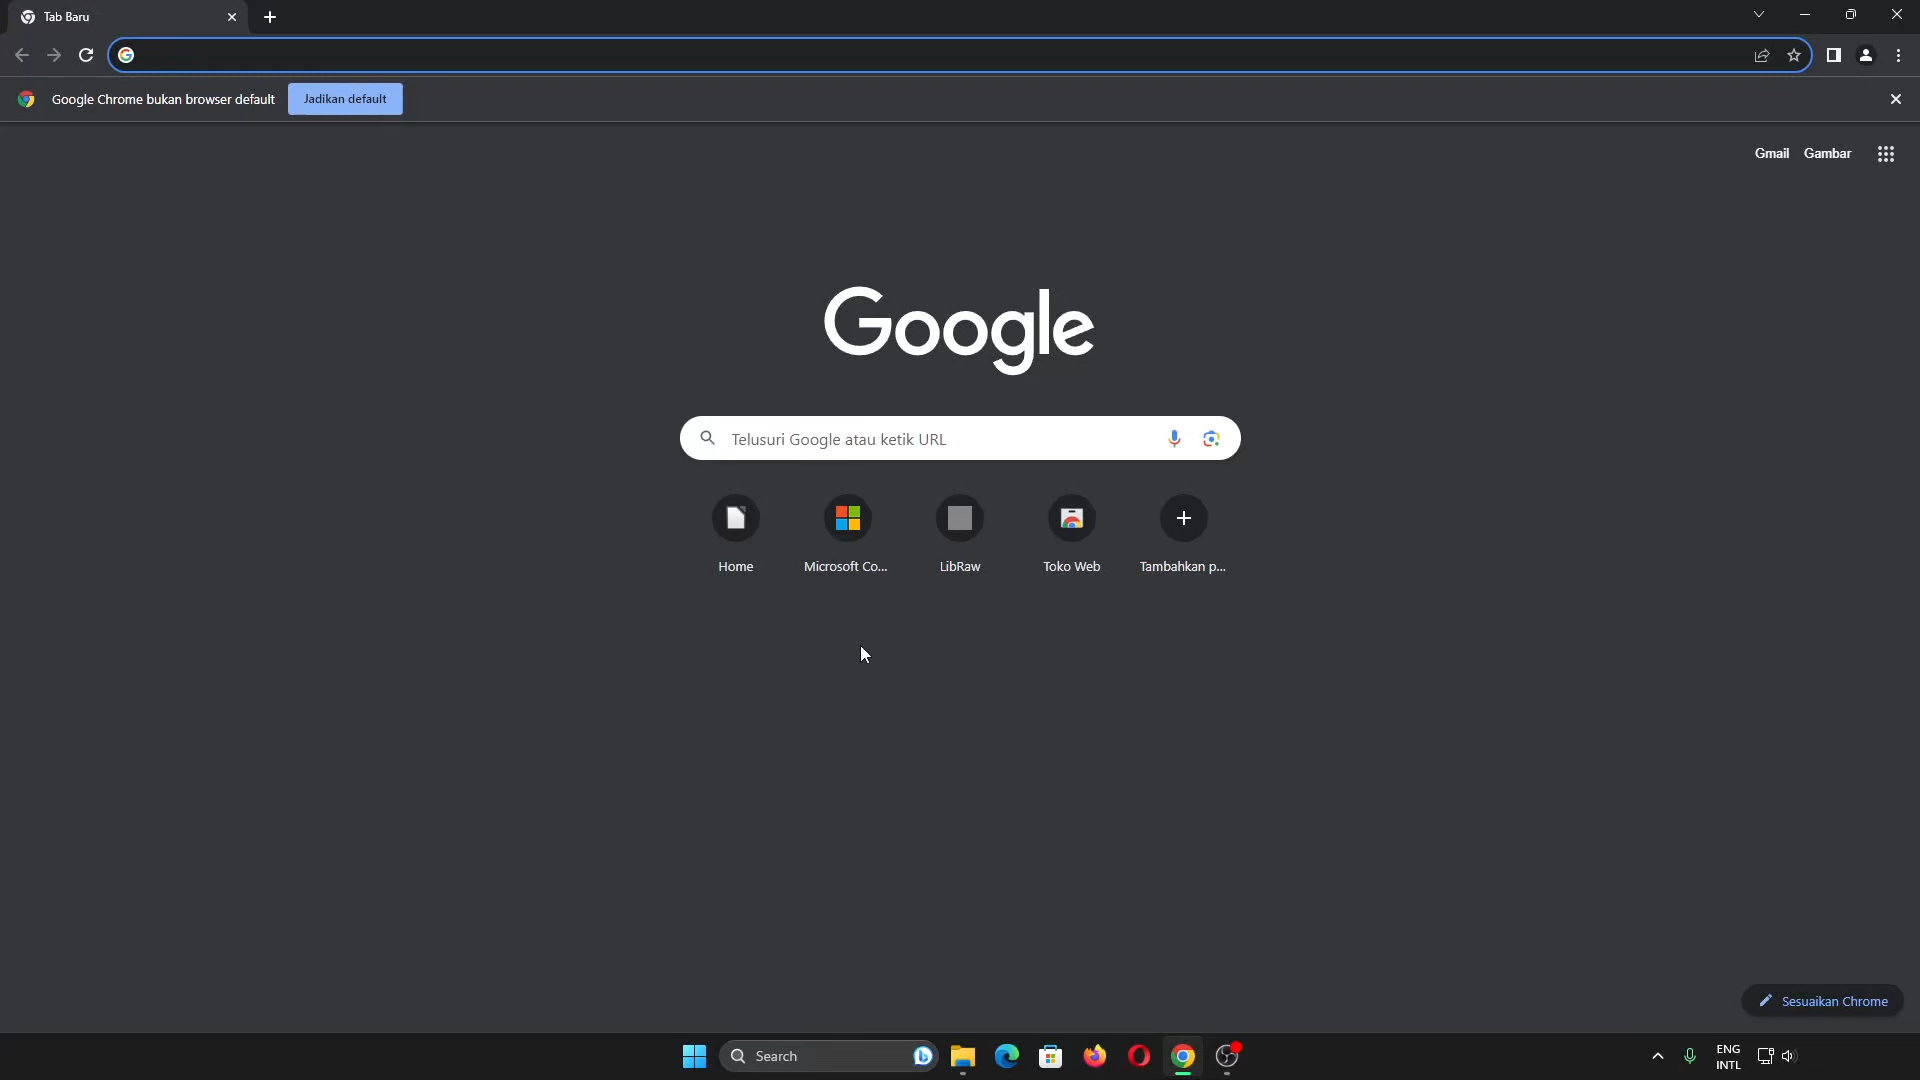 Tab Baru
Google Chrome bukan browser default
Jadikan default
Gmail Gambar
Google
Telusuri Google atau ketik URL
Home
Microsoft Co...
LibRaw
Toko Web
Tambahkan p...
Sesuaikan Chrome
Search
ENG
INTL